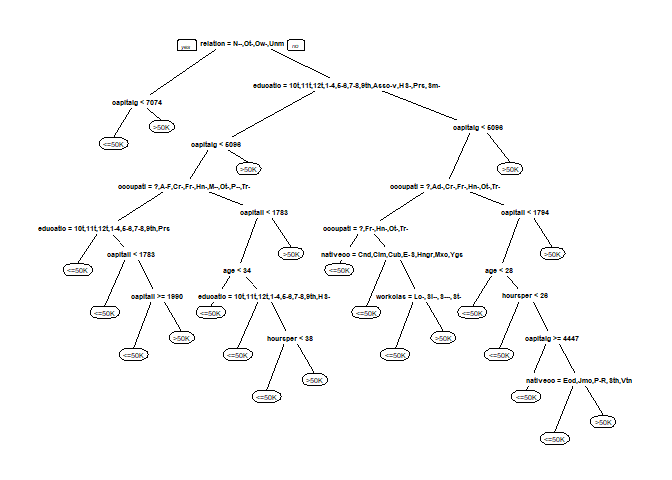 yes relation = N--,Ot-,Ow-,Unm no
educatio = 10t,11t,12t,1-4,5-6,7-8,9th,Asso-v,HS-,Prs,Sm-
capitalg < 7074
>50K
<=50K
capitalg < 5096
capitalg < 5096
>50K
>50K
occupati = ?,A-F,Cr-,Fr-,Hn-,M--,Ot-,P--,Tr-
occupati = ?,Ad-,Cr-,Fr-,Hn-,Ot-,Tr-
capitall < 1783
capitall < 1794
educatio = 10t,11t,12t,1-4,5-6,7-8,9th,Prs
occupati = ?,Fr-,Hn-,Ot-,Tr-
<=50K
capitall < 1783
>50K
nativeco = Cnd,Clm,Cub,E-S,Hngr,Mxc,Ygs
>50K
age < 34
<=50K
age < 28
capitall >= 1990
educatio = 10t,11t,12t,1-4,5-6,7-8,9th,HS-
workclas = Lo-, Sl--, S---, St-
hoursper < 26
<=50K
<=50K
<=50K
<=50K
>50K
hoursper < 38
>50K
capitalg >= 4447
<=50K
<=50K
<=50K
<=50K
>50K
nativeco = Ecd,Jmc,P-R,Sth,Vtn
<=50K
<=50K
>50K
<=50K